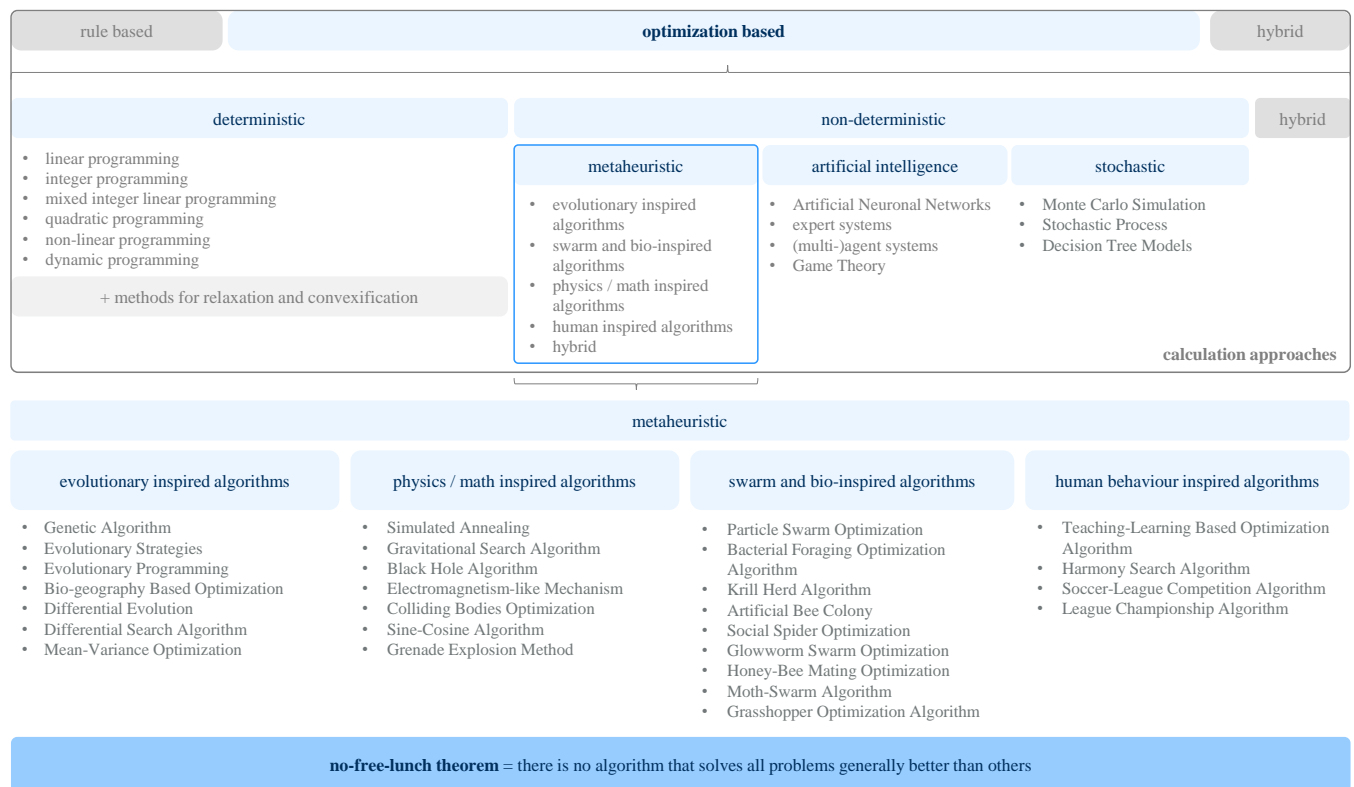 rule based
optimization based
hybrid
deterministic
non-deterministic
hybrid
• linear programming
• integer programming
• mixed integer linear programming
• quadratic programming
• non-linear programming
• dynamic programming
+ methods for relaxation and convexification
metaheuristic
• evolutionary inspired
algorithms
• swarm and bio-inspired
algorithms
• physics / math inspired
algorithms
• human inspired algorithms
• hybrid
artificial intelligence
• Artificial Neuronal Networks
• expert systems
• (multi-)agent systems
• Game Theory
stochastic
• Monte Carlo Simulation
• Stochastic Process
• Decision Tree Models
calculation approaches
metaheuristic
evolutionary inspired algorithms
• Genetic Algorithm
• Evolutionary Strategies
• Evolutionary Programming
• Bio-geography Based Optimization
• Differential Evolution
• Differential Search Algorithm
• Mean-Variance Optimization
physics / math inspired algorithms
• Simulated Annealing
• Gravitational Search Algorithm
• Black Hole Algorithm
• Electromagnetism-like Mechanism
• Colliding Bodies Optimization
• Sine-Cosine Algorithm
• Grenade Explosion Method
swarm and bio-inspired algorithms
• Particle Swarm Optimization
• Bacterial Foraging Optimization
Algorithm
• Krill Herd Algorithm
• Artificial Bee Colony
• Social Spider Optimization
• Glowworm Swarm Optimization
• Honey-Bee Mating Optimization
• Moth-Swarm Algorithm
• Grasshopper Optimization Algorithm
human behaviour inspired algorithms
• Teaching-Learning Based Optimization
Algorithm
• Harmony Search Algorithm
• Soccer-League Competition Algorithm
• League Championship Algorithm
no-free-lunch theorem = there is no algorithm that solves all problems generally better than others